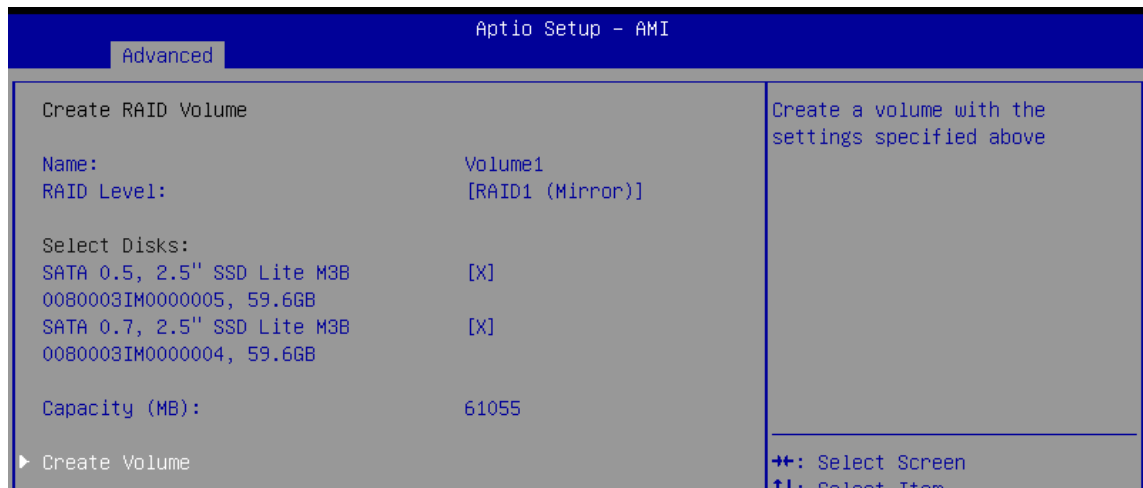 Aptio Setup - AMI
Advanced
Create RAID Volume
Name: Volume1
RAID Level: [RAID1 (Mirror)]
Select Disks:
SATA 0.5, 2.5" SSD Lite M3B [X]
0080003IM0000005, 59.6GB
SATA 0.7, 2.5" SSD Lite M3B [X]
0080003IM0000004, 59.6GB
Capacity (MB): 61055
▶ Create Volume
Create a volume with the
settings specified above
→←: Select Screen
↑↓: Select Item